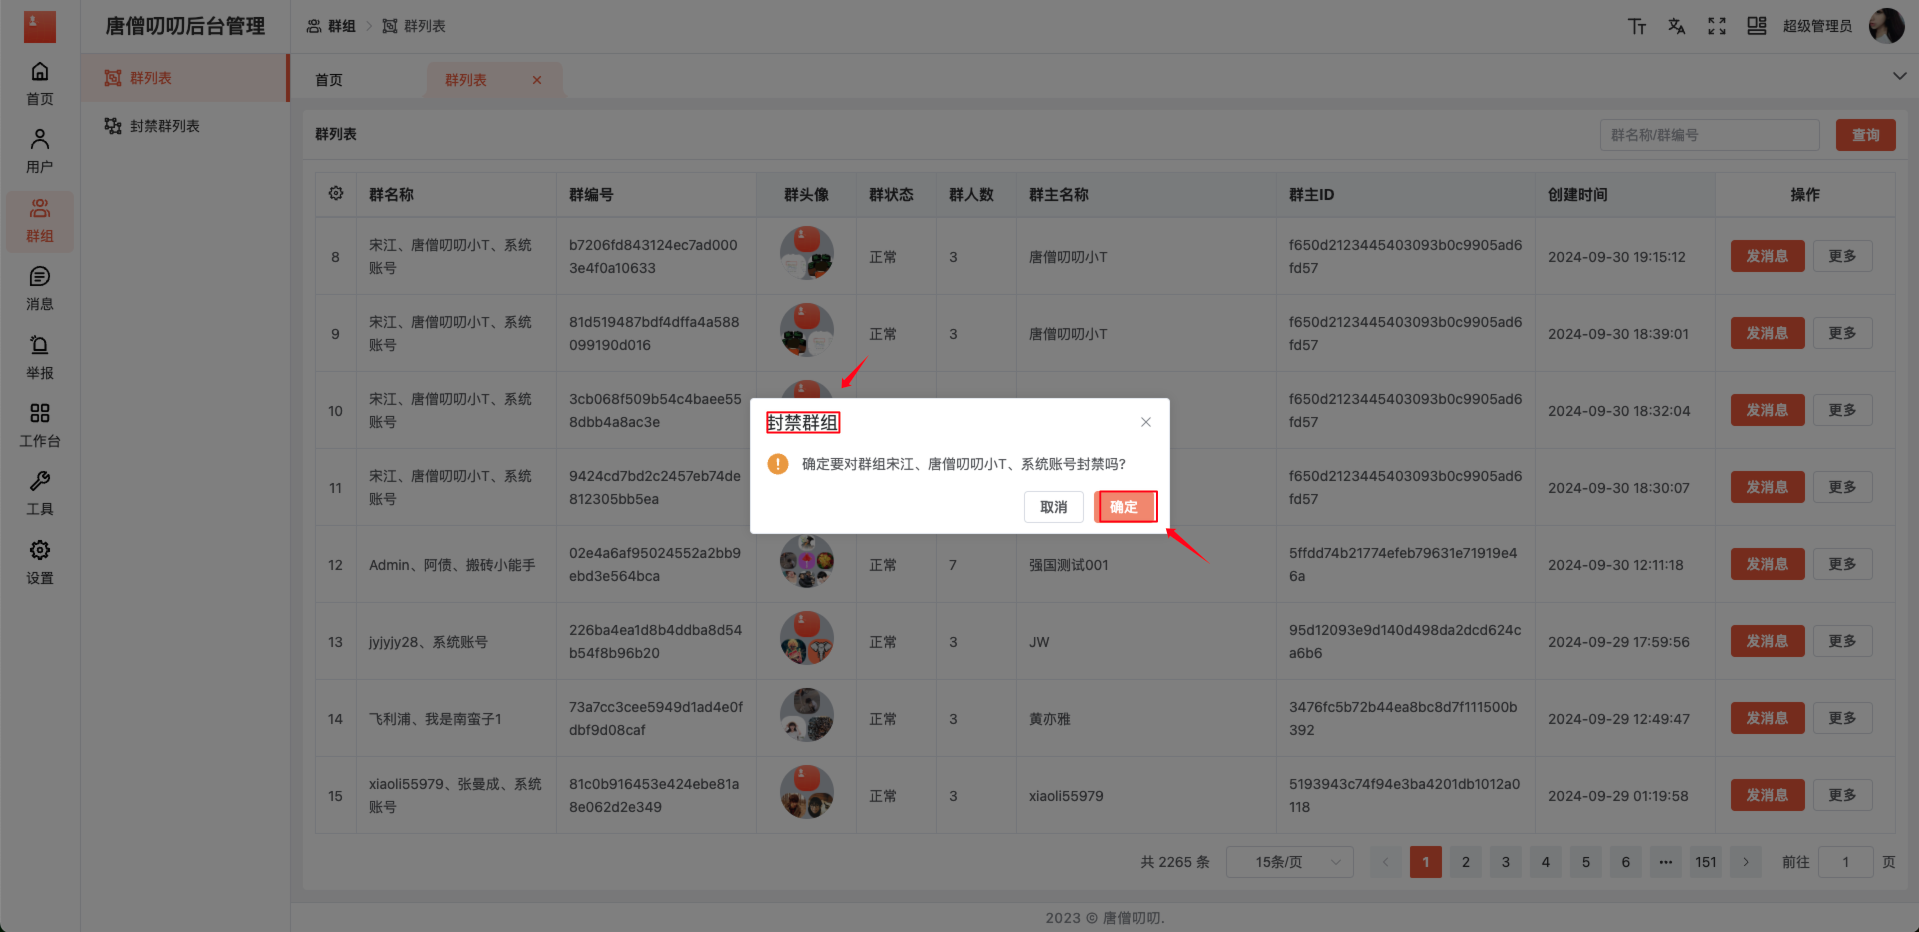 唐僧叨叨后台管理
群组
群列表
超级管理员
首页
用户
群组
消息
举报
工作台
工具
设置
群列表
封禁群列表
首页
群列表
群列表
群名称/群编号
查询
群名称 群编号 群头像 群状态 群人数 群主名称 群主ID 创建时间 操作
8 宋江、唐僧叨叨小T、系统账号 b7206fd843124ec7ad0003e4f0a10633 正常 3 唐僧叨叨小T f650d2123445403093b0c9905ad6fd57 2024-09-30 19:15:12 发消息 更多
9 宋江、唐僧叨叨小T、系统账号 81d519487bdf4dffa4a588099190d016 正常 3 唐僧叨叨小T f650d2123445403093b0c9905ad6fd57 2024-09-30 18:39:01 发消息 更多
10 宋江、唐僧叨叨小T、系统账号 3cb068f509b54c4baee558dbb4a8ac3e f650d2123445403093b0c9905ad6fd57 2024-09-30 18:32:04 发消息 更多
11 宋江、唐僧叨叨小T、系统账号 9424cd7bd2c2457eb74de812305bb5ea f650d2123445403093b0c9905ad6fd57 2024-09-30 18:30:07 发消息 更多
12 Admin、阿债、搬砖小能手 02e4a6af95024552a2bb9ebd3e564bca 正常 7 强国测试001 5ffdd74b21774efeb79631e71919e46a 2024-09-30 12:11:18 发消息 更多
13 jyjyjy28、系统账号 226ba4ea1d8b4ddba8d54b54f8b96b20 正常 3 JW 95d12093e9d140d498da2dcd624ca6b6 2024-09-29 17:59:56 发消息 更多
14 飞利浦、我是南蛮子1 73a7cc3cee5949d1ad4e0fdbf9d08caf 正常 3 黄亦雅 3476fc5b72b44ea8bc8d7f111500b392 2024-09-29 12:49:47 发消息 更多
15 xiaoli55979、张曼成、系统账号 81c0b916453e424ebe81a8e062d2e349 正常 3 xiaoli55979 5193943c74f94e3ba4201db1012a0118 2024-09-29 01:19:58 发消息 更多
封禁群组
确定要对群组宋江、唐僧叨叨小T、系统账号封禁吗?
取消 确定
共 2265 条 15条/页 1 2 3 4 5 6 ••• 151 前往 1 页
2023 © 唐僧叨叨.